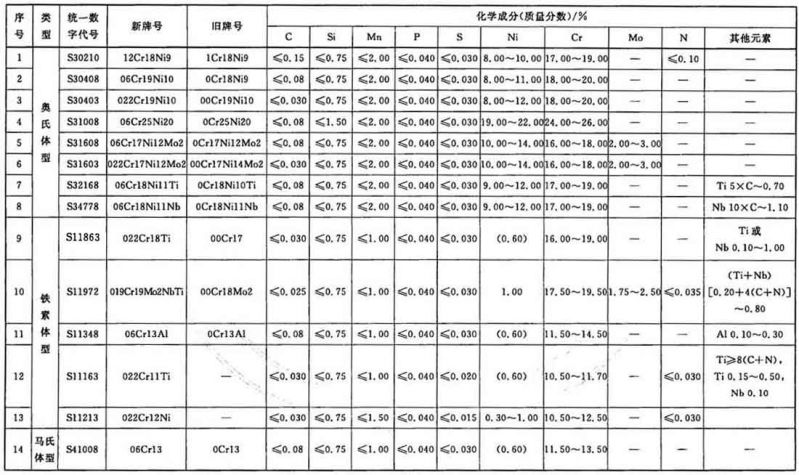 序号 类型 统一数字代号 新牌号 旧牌号 化学成分(质量分数)/%
C Si Mn P S Ni Cr Mo N 其他元素
奥氏体型
1 S30210 12Cr18Ni9 1Cr18Ni9 ≤0.15 ≤0.75 ≤2.00 ≤0.040 ≤0.030 8.00~10.00 17.00~19.00 — ≤0.10 —
2 S30408 06Cr19Ni10 0Cr18Ni9 ≤0.08 ≤0.75 ≤2.00 ≤0.040 ≤0.030 8.00~11.00 18.00~20.00 — — —
3 S30403 022Cr19Ni10 00Cr19Ni10 ≤0.030 ≤0.75 ≤2.00 ≤0.040 ≤0.030 8.00~12.00 18.00~20.00 — — —
4 S31008 06Cr25Ni20 0Cr25Ni20 ≤0.08 ≤1.50 ≤2.00 ≤0.040 ≤0.030 19.00~22.00 24.00~26.00 — — —
5 S31608 06Cr17Ni12Mo2 0Cr17Ni12Mo2 ≤0.08 ≤0.75 ≤2.00 ≤0.040 ≤0.030 10.00~14.00 16.00~18.00 2.00~3.00 — —
6 S31603 022Cr17Ni12Mo2 00Cr17Ni14Mo2 ≤0.030 ≤0.75 ≤2.00 ≤0.040 ≤0.030 10.00~14.00 16.00~18.00 2.00~3.00 — —
7 S32168 06Cr18Ni11Ti 0Cr18Ni10Ti ≤0.08 ≤0.75 ≤2.00 ≤0.040 ≤0.030 9.00~12.00 17.00~19.00 — — Ti 5×C~0.70
8 S34778 06Cr18Ni11Nb 0Cr18Ni11Nb ≤0.08 ≤0.75 ≤2.00 ≤0.040 ≤0.030 9.00~12.00 17.00~19.00 — — Nb 10×C~1.10
铁素体型
9 S11863 022Cr18Ti 00Cr17 ≤0.030 ≤0.75 ≤1.00 ≤0.040 ≤0.030 (0.60) 16.00~19.00 — — Ti 或
Nb 0.10~1.00
10 S11972 019Cr19Mo2NbTi 00Cr18Mo2 ≤0.025 ≤0.75 ≤1.00 ≤0.040 ≤0.030 1.00 17.50~19.50 1.75~2.50 ≤0.035 (Ti+Nb)
[0.20+4(C+N)]
~0.80
11 S11348 06Cr13Al 0Cr13Al ≤0.08 ≤0.75 ≤1.00 ≤0.040 ≤0.030 (0.60) 11.50~14.50 — — Al 0.10~0.30
12 S11163 022Cr11Ti — ≤0.030 ≤0.75 ≤1.00 ≤0.040 ≤0.020 (0.60) 10.50~11.70 — ≤0.030 Ti≥8(C+N),
Ti 0.15~0.50,
Nb 0.10
13 S11213 022Cr12Ni — ≤0.030 ≤0.75 ≤1.50 ≤0.040 ≤0.015 0.30~1.00 10.50~12.50 — ≤0.030 —
马氏体型
14 S41008 06Cr13 0Cr13 ≤0.08 ≤0.75 ≤1.00 ≤0.040 ≤0.030 (0.60) 11.50~13.50 — — —